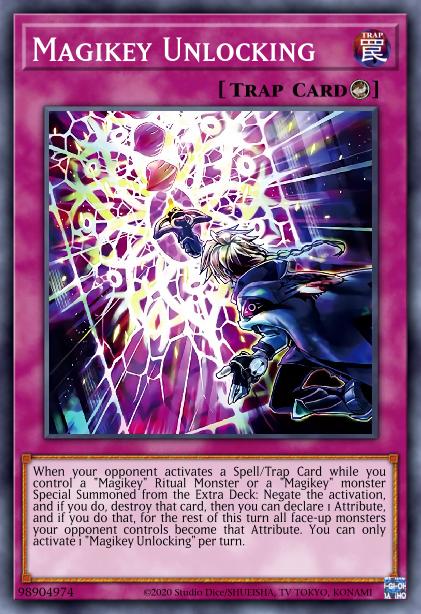 Magikey Unlocking
TRAP
罠
[Trap Card]
When your opponent activates a Spell/Trap Card while you
control a "Magikey" Ritual Monster or a "Magikey" monster
Special Summoned from the Extra Deck: Negate the activation,
and if you do, destroy that card, then you can declare 1 Attribute,
and if you do that, for the rest of this turn all face-up monsters
your opponent controls become that Attribute. You can only
activate 1 "Magikey Unlocking" per turn.
98904974
©2020 Studio Dice/SHUEISHA, TV TOKYO, KONAMI